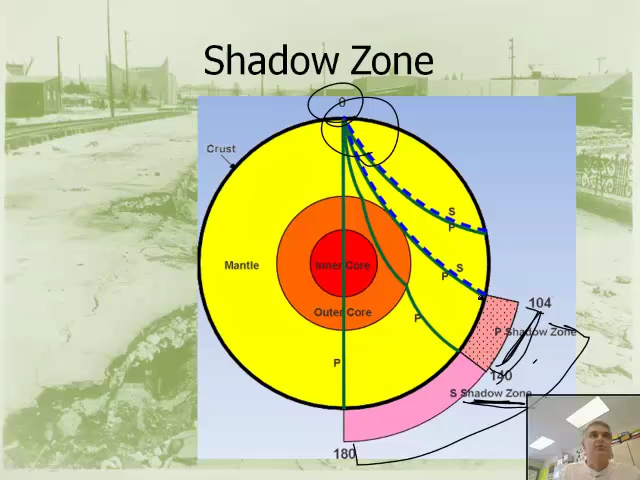 Shadow Zone
0
Crust
S
P
Mantle
Inner Core
S
P
104
Outer Core
P
P Shadow Zone
P
140
S Shadow Zone
180